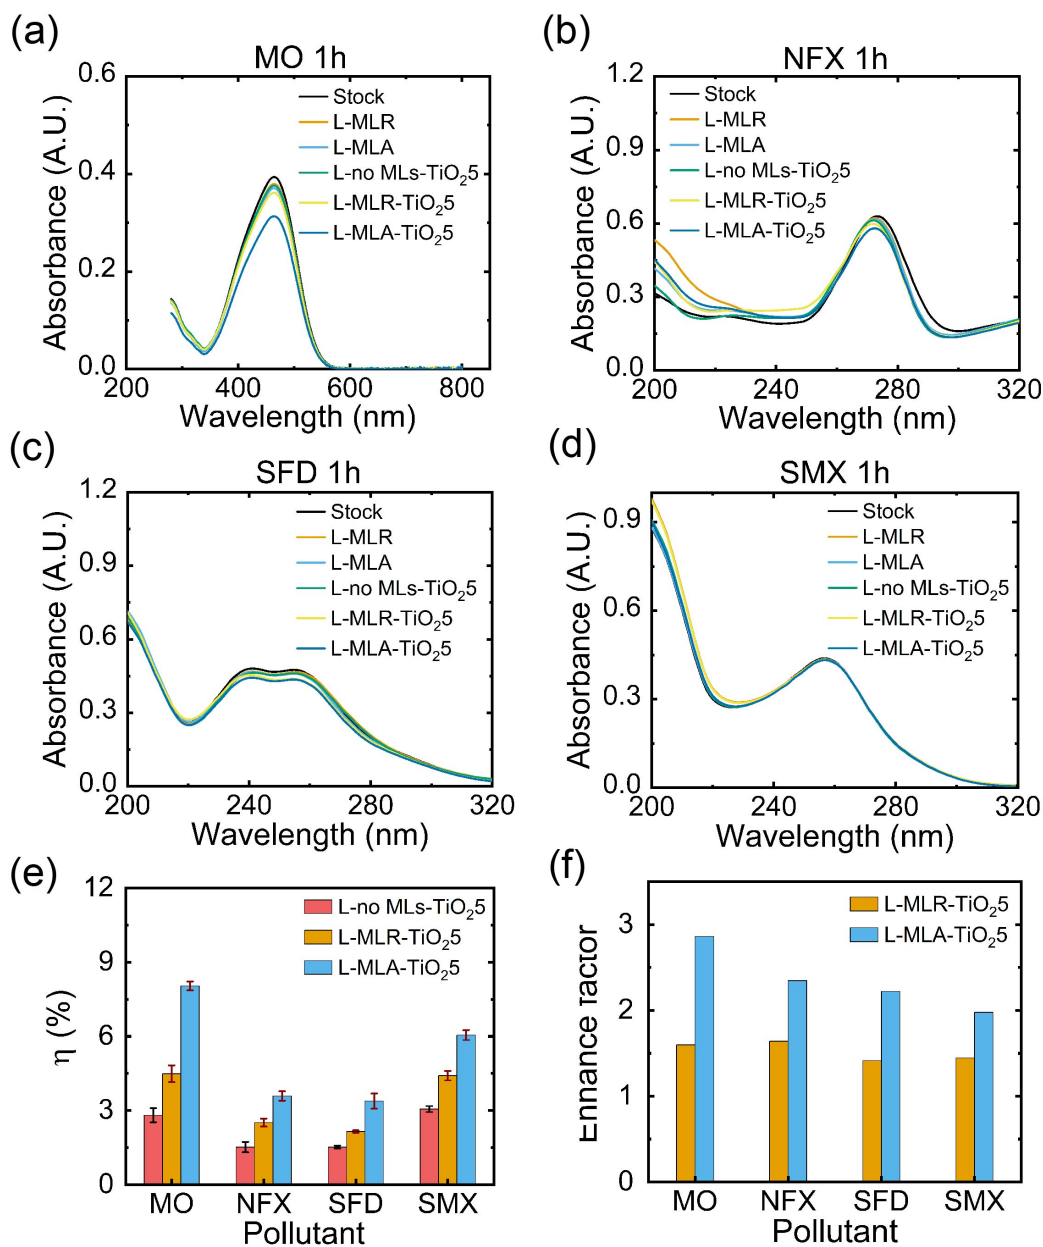 (a)
MO 1h
Absorbance (A.U.)
0.6
0.4
0.2
0.0
Stock
L-MLR
L-MLA
L-no MLs-TiO₂5
L-MLR-TiO₂5
L-MLA-TiO₂5
200 400 600 800
Wavelength (nm)
(b)
NFX 1h
Absorbance (A.U.)
1.2
0.9
0.6
0.3
0.0
Stock
L-MLR
L-MLA
L-no MLs-TiO₂5
L-MLR-TiO₂5
L-MLA-TiO₂5
200 240 280 320
Wavelength (nm)
(c)
SFD 1h
Absorbance (A.U.)
1.2
0.9
0.6
0.3
0.0
Stock
L-MLR
L-MLA
L-no MLs-TiO₂5
L-MLR-TiO₂5
L-MLA-TiO₂5
200 240 280 320
Wavelength (nm)
(d)
SMX 1h
Absorbance (A.U.)
0.9
0.6
0.3
0.0
Stock
L-MLR
L-MLA
L-no MLs-TiO₂5
L-MLR-TiO₂5
L-MLA-TiO₂5
200 240 280 320
Wavelength (nm)
(e)
η (%)
12
9
6
3
0
L-no MLs-TiO₂5
L-MLR-TiO₂5
L-MLA-TiO₂5
MO NFX SFD SMX
Pollutant
(f)
3
2
1
0
L-MLR-TiO₂5
L-MLA-TiO₂5
MO NFX SFD SMX
Pollutant